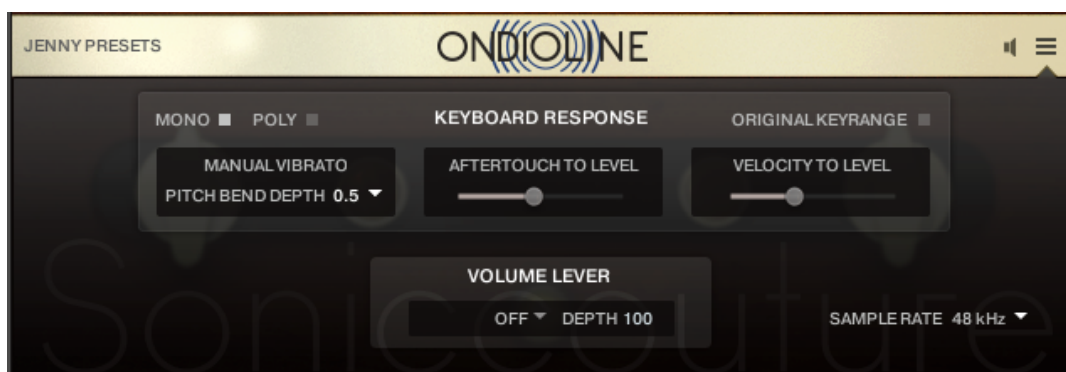 JENNY PRESETS
ONDIOLINE
MONO POLY KEYBOARD RESPONSE ORIGINAL KEYRANGE
MANUAL VIBRATO AFTERTOUCH TO LEVEL VELOCITY TO LEVEL
PITCH BEND DEPTH 0.5
VOLUME LEVER
OFF DEPTH 100
SAMPLE RATE 48 kHz
Soniccouture